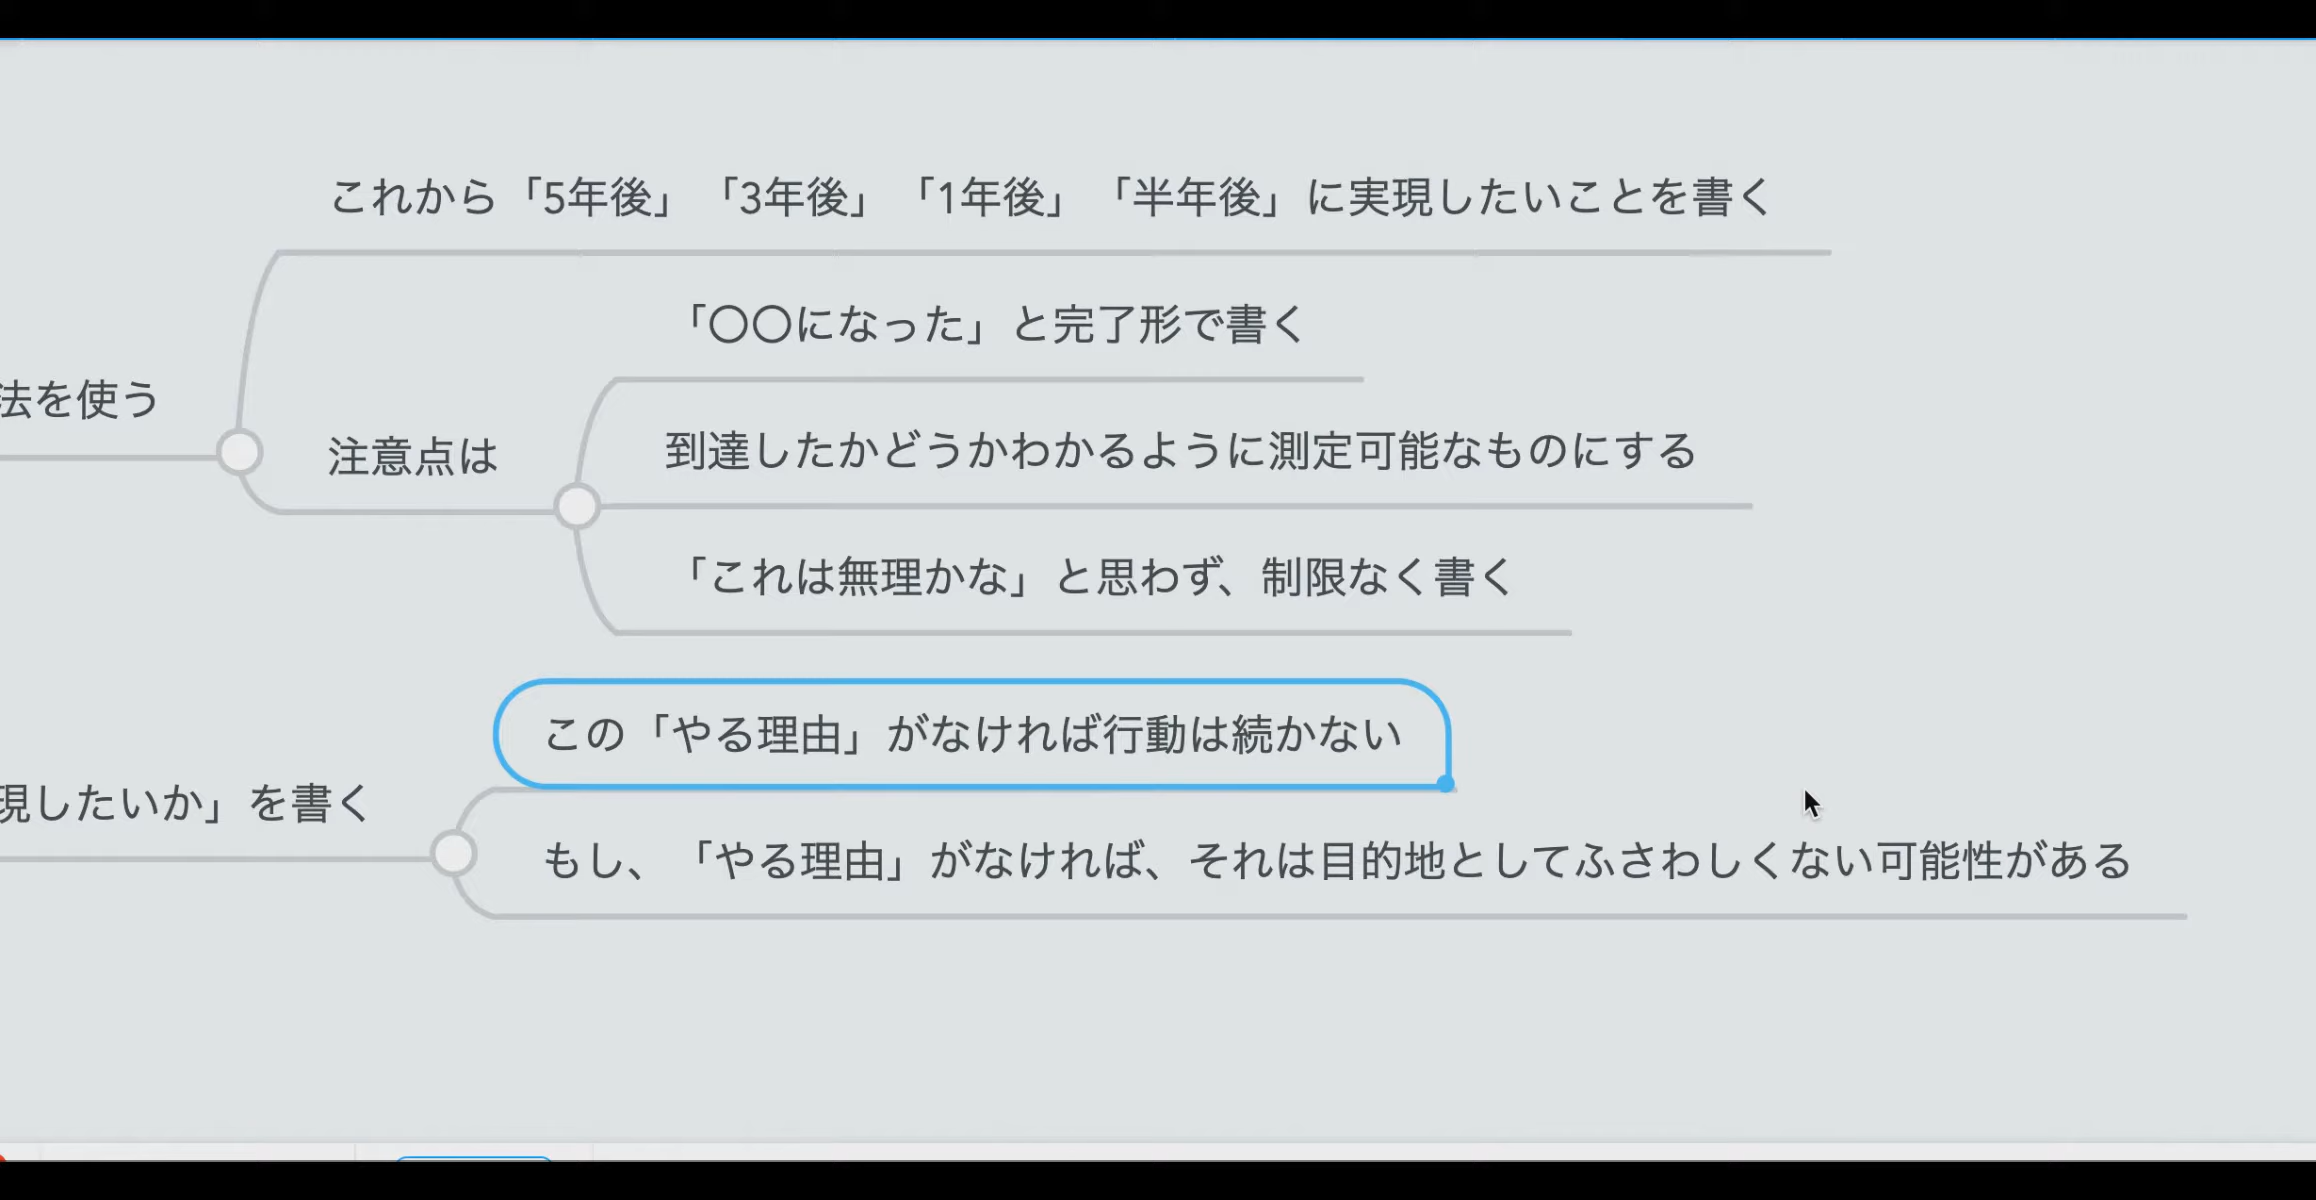 これから「5年後」「3年後」「1年後」「半年後」に実現したいことを書く
「〇〇になった」と完了形で書く
法を使う
注意点は
到達したかどうかわかるように測定可能なものにする
「これは無理かな」と思わず、制限なく書く
この「やる理由」がなければ行動は続かない
現したいか」を書く
もし、「やる理由」がなければ、それは目的地としてふさわしくない可能性がある